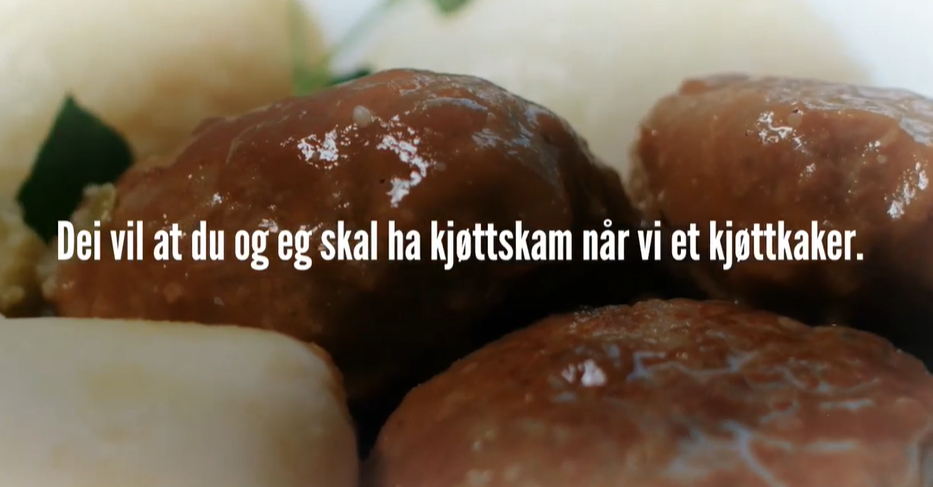 Dei vil at du og eg skal ha kjøttskam når vi et kjøttkaker.